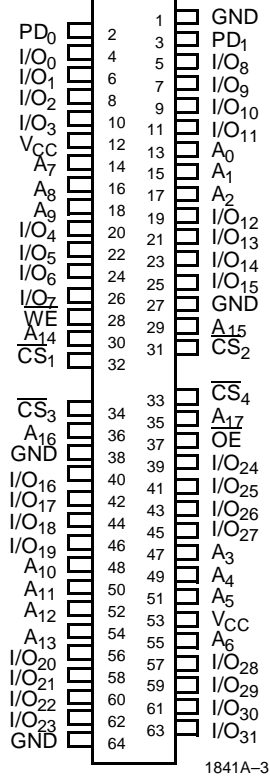 1 GND
PD0 2
3 PD1
I/O0 4
5 I/O8
I/O1 6
7 I/O9
I/O2 8
9 I/O10
I/O3 10
11 I/O11
VCC 12
13 A0
A7 14
15 A1
A8 16
17 A2
A9 18
19 I/O12
I/O4 20
21 I/O13
I/O5 22
23 I/O14
I/O6 24
25 I/O15
I/O7 26
27 GND
W̅E̅ 28
29 A15
A14 30
31 C̅S̅2
C̅S̅1 32
33 C̅S̅4
C̅S̅3 34
35 A17
A16 36
37 O̅E̅
GND 38
39 I/O24
I/O16 40
41 I/O25
I/O17 42
43 I/O26
I/O18 44
45 I/O27
I/O19 46
47 A3
A10 48
49 A4
A11 50
51 A5
A12 52
53 VCC
A13 54
55 A6
I/O20 56
57 I/O28
I/O21 58
59 I/O29
I/O22 60
61 I/O30
I/O23 62
63 I/O31
GND 64
1841A–3